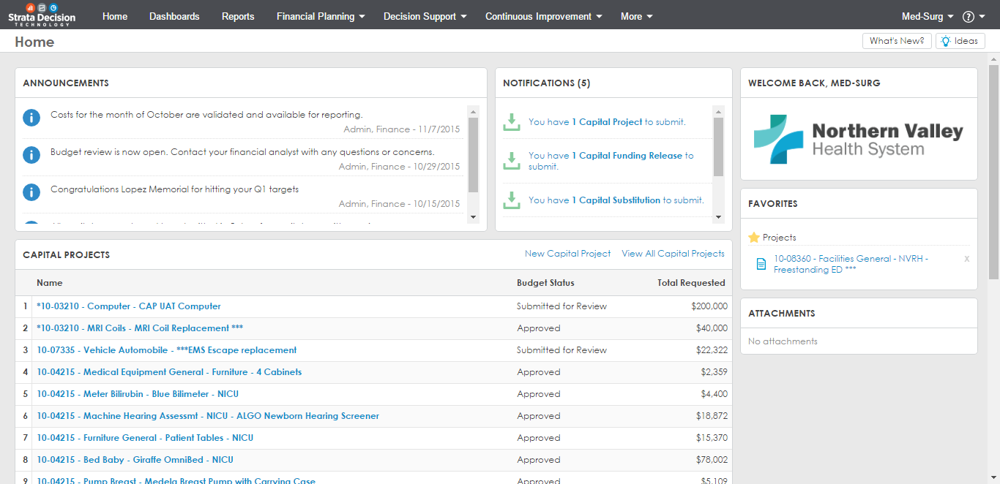 Strata Decision
TECHNOLOGY
Home
Dashboards
Reports
Financial Planning
Decision Support
Continuous Improvement
More
Med-Surg
?
Home
What's New?
Ideas
ANNOUNCEMENTS
Costs for the month of October are validated and available for reporting.
Admin, Finance - 11/7/2015
Budget review is now open. Contact your financial analyst with any questions or concerns.
Admin, Finance - 10/29/2015
Congratulations Lopez Memorial for hitting your Q1 targets
Admin, Finance - 10/15/2015
NOTIFICATIONS (5)
You have 1 Capital Project to submit.
You have 1 Capital Funding Release to
submit.
You have 1 Capital Substitution to submit.
WELCOME BACK, MED-SURG
Northern Valley
Health System
FAVORITES
Projects
10-08360 - Facilities General - NVRH -
Freestanding ED ***
x
ATTACHMENTS
No attachments
CAPITAL PROJECTS
New Capital Project
View All Capital Projects
Name Budget Status Total Requested
1 *10-03210 - Computer - CAP UAT Computer Submitted for Review $200,000
2 *10-03210 - MRI Coils - MRI Coil Replacement *** Approved $40,000
3 10-07335 - Vehicle Automobile - ***EMS Escape replacement Submitted for Review $22,322
4 10-04215 - Medical Equipment General - Furniture - 4 Cabinets Approved $2,359
5 10-04215 - Meter Bilirubin - Blue Bilimeter - NICU Approved $4,400
6 10-04215 - Machine Hearing Assessmt - NICU - ALGO Newborn Hearing Screener Approved $18,872
7 10-04215 - Furniture General - Patient Tables - NICU Approved $15,370
8 10-04215 - Bed Baby - Giraffe OmniBed - NICU Approved $78,002
9 10-04215 - Pump Breast - Medela Breast Pump with Carrying Case Approved $5,109